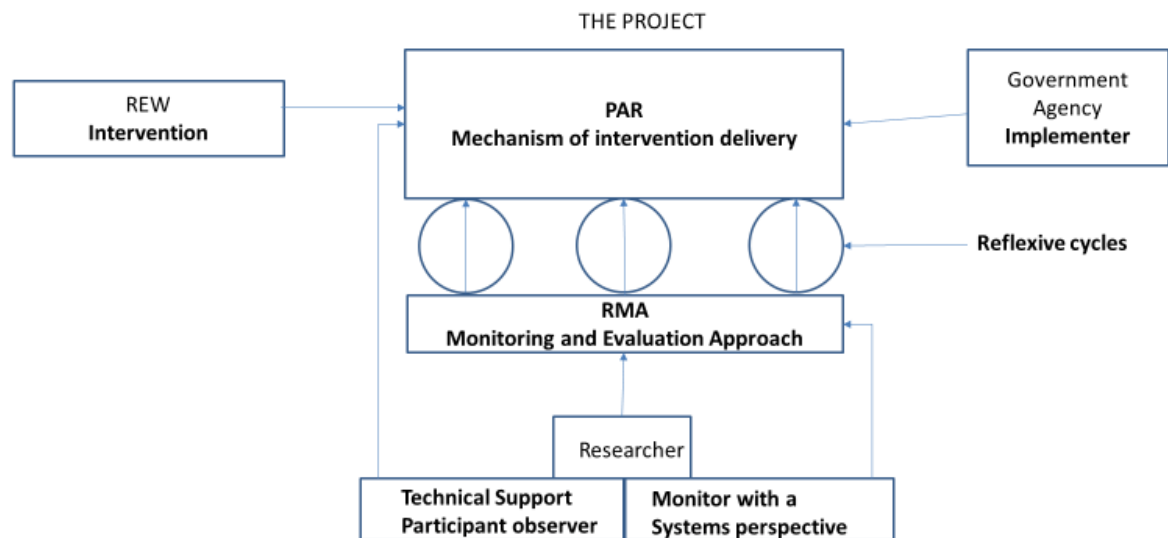 THE PROJECT
REW
Intervention
PAR
Mechanism of intervention delivery
Government
Agency
Implementer
Reflexive cycles
RMA
Monitoring and Evaluation Approach
Researcher
Technical Support
Participant observer
Monitor with a
Systems perspective